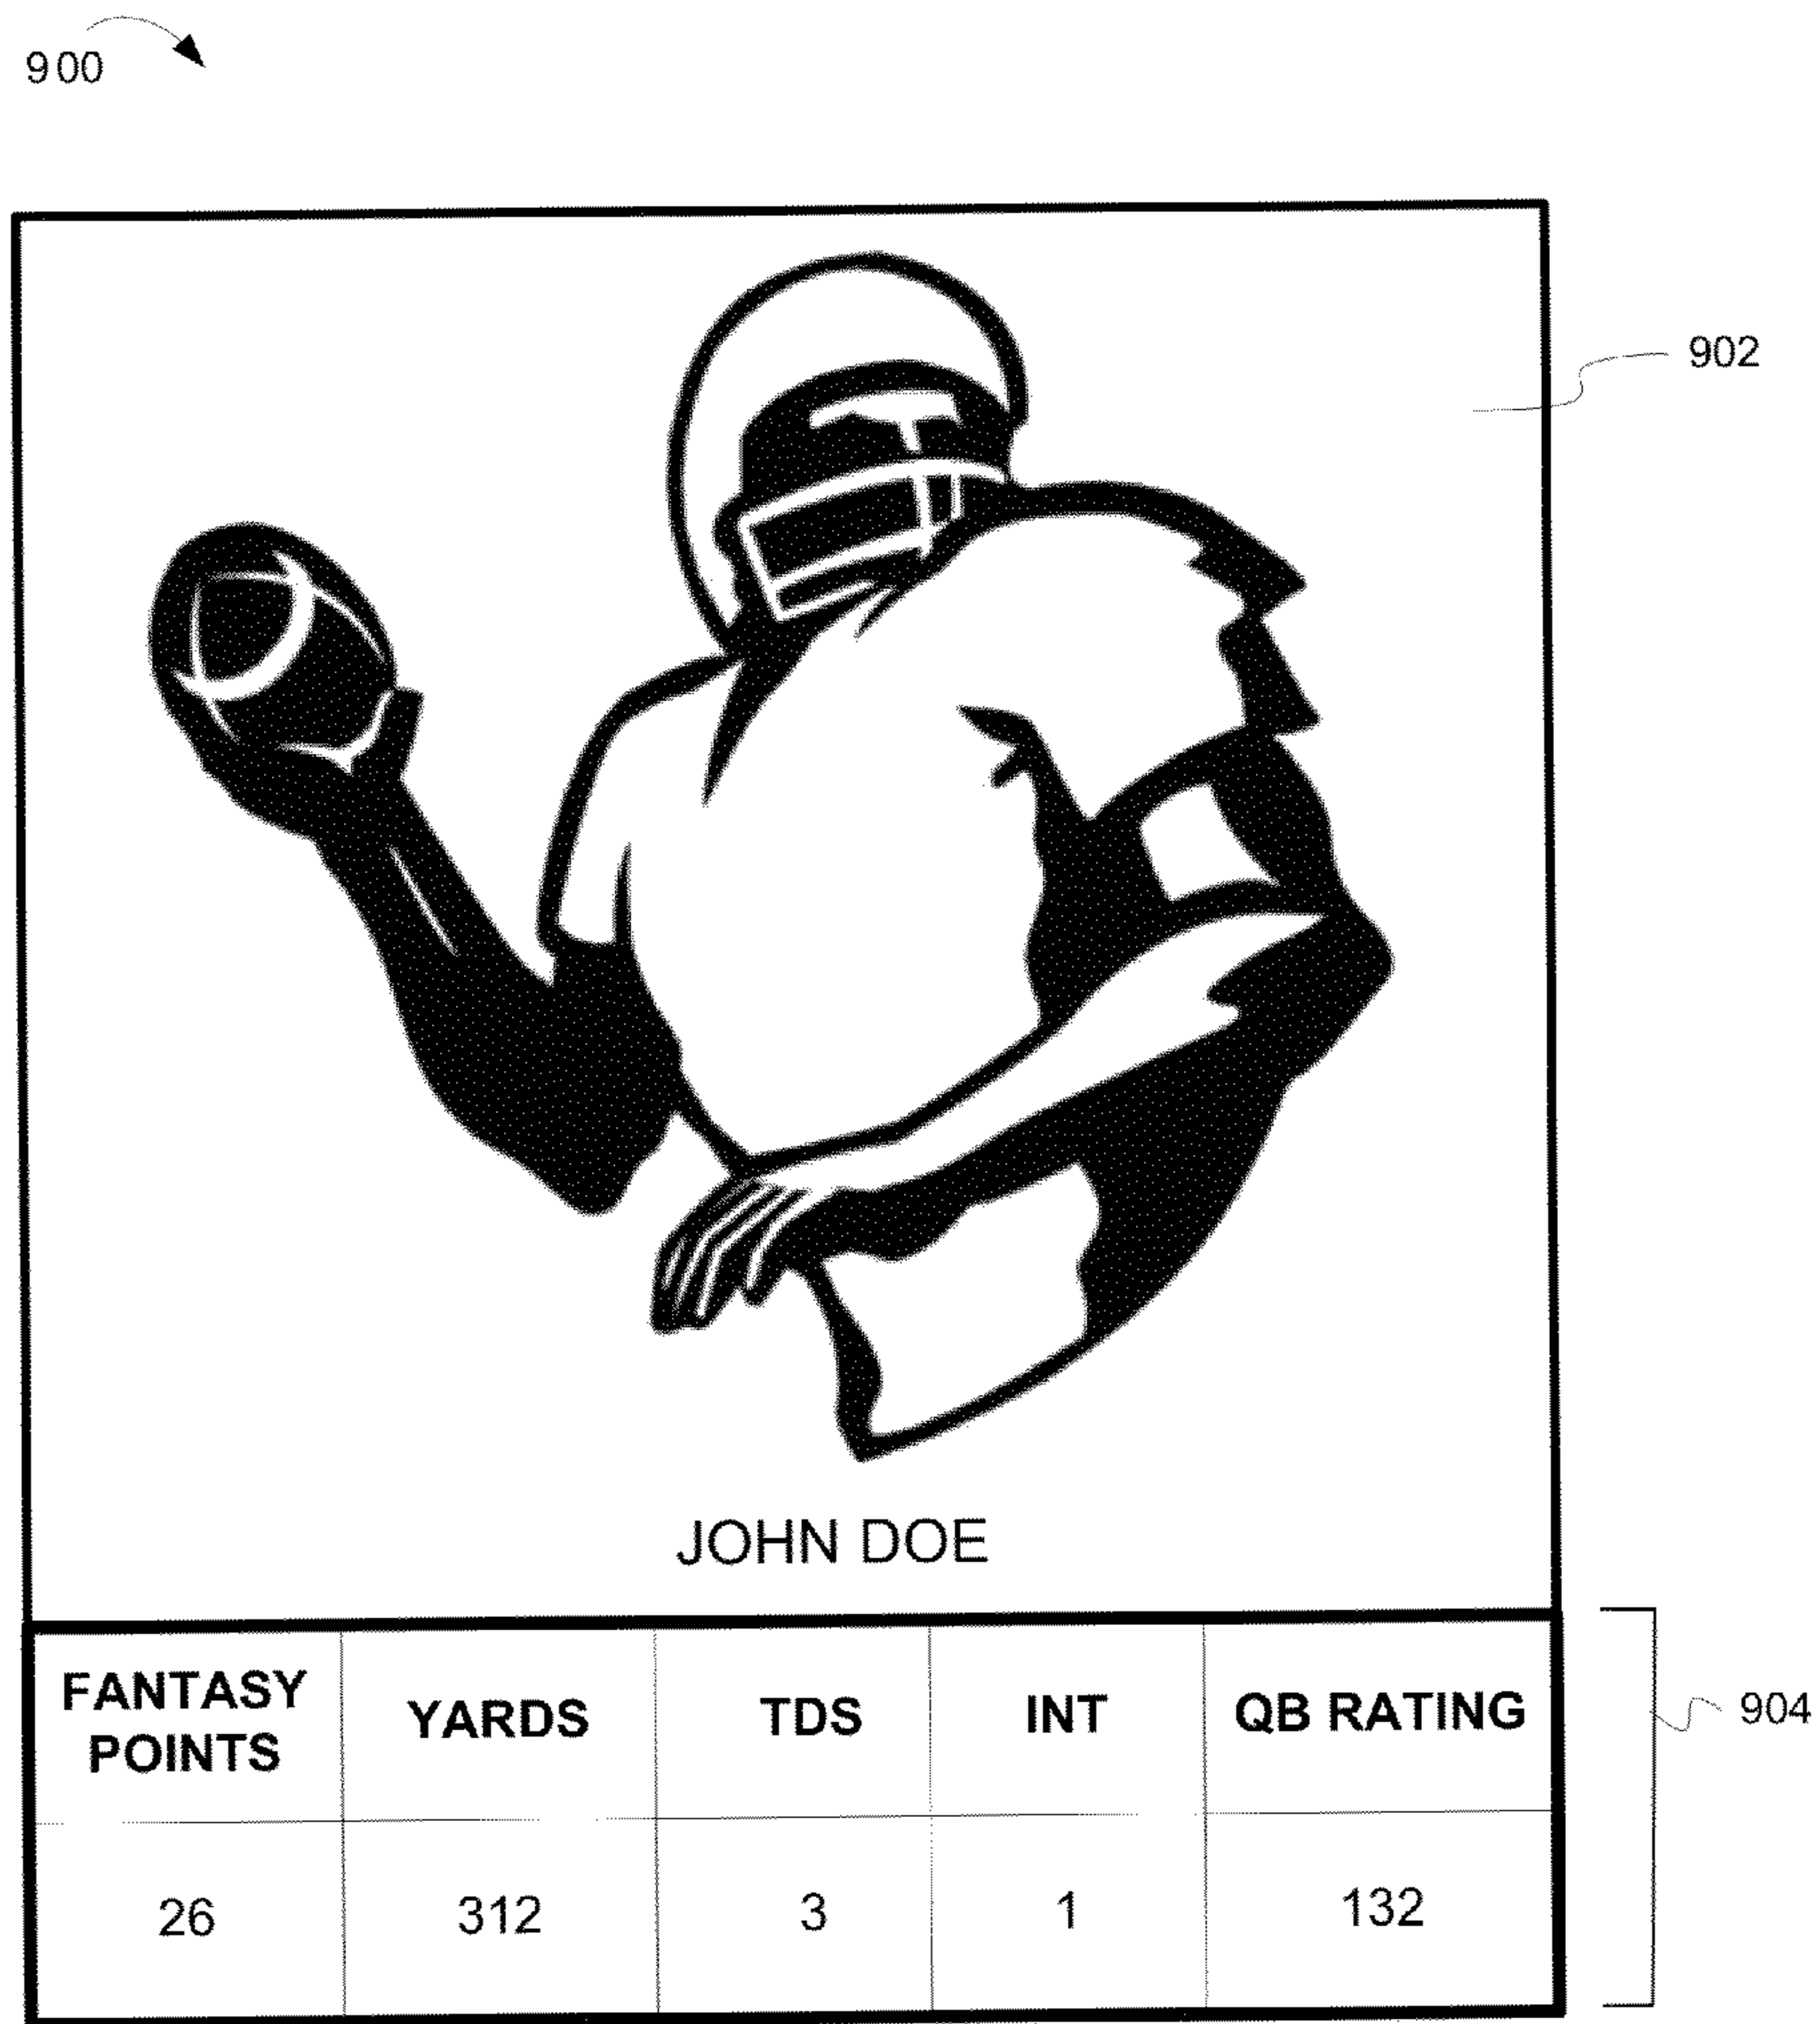 900
902
JOHN DOE
FANTASY POINTS YARDS TDS INT QB RATING
904
26 312 3 1 132